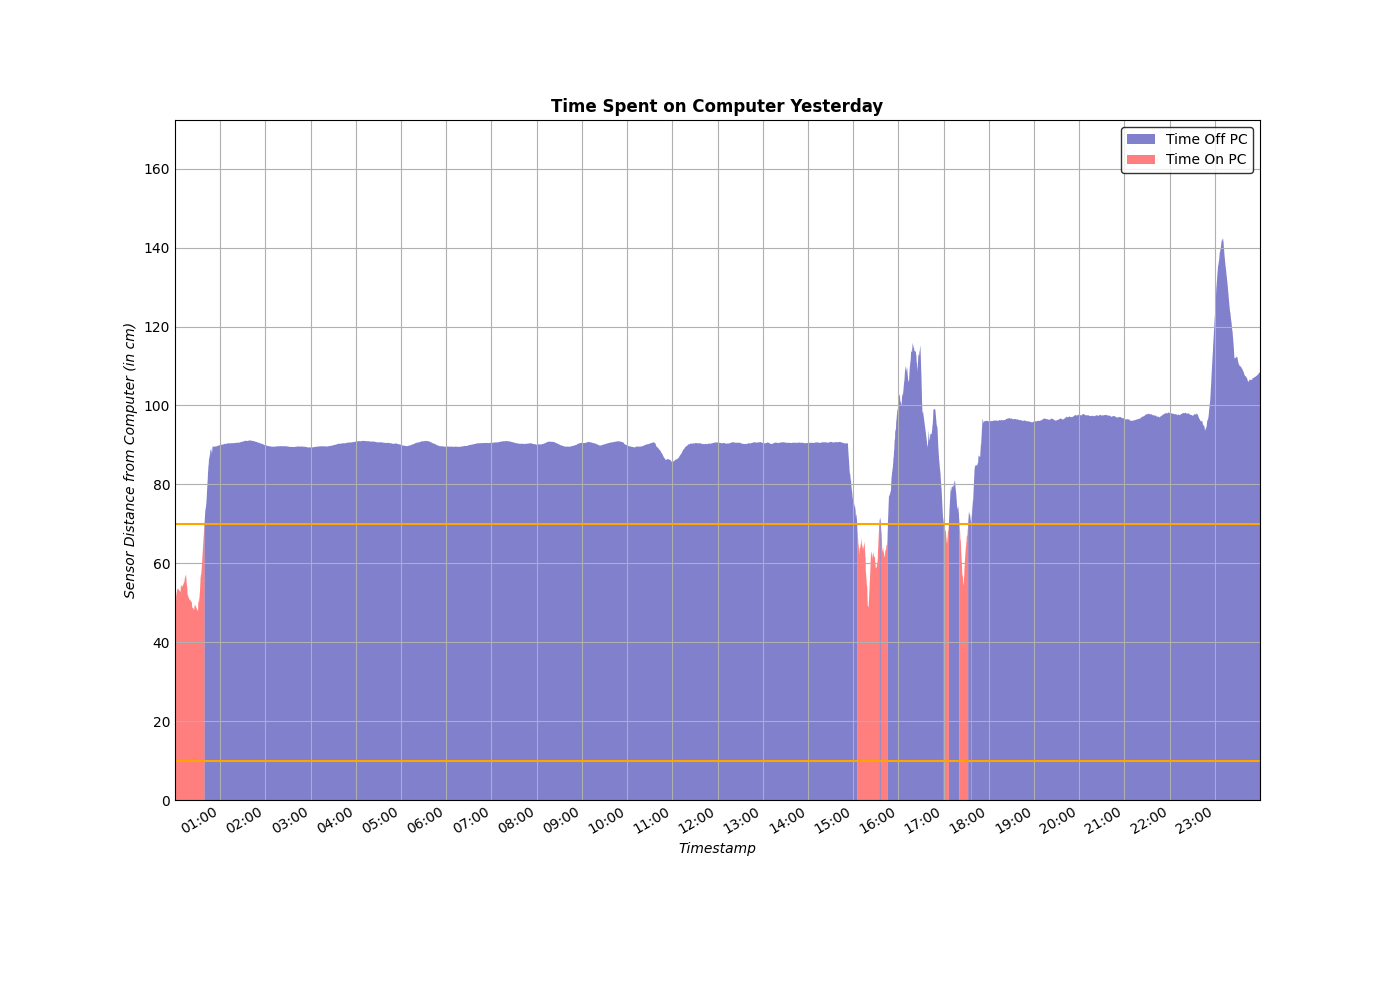 Time Spent on Computer Yesterday
Time Off PC
Time On PC
Sensor Distance from Computer (in cm)
160
140
120
100
80
60
40
20
0
01:00 02:00 03:00 04:00 05:00 06:00 07:00 08:00 09:00 10:00 11:00 12:00 13:00 14:00 15:00 16:00 17:00 18:00 19:00 20:00 21:00 22:00 23:00
Timestamp